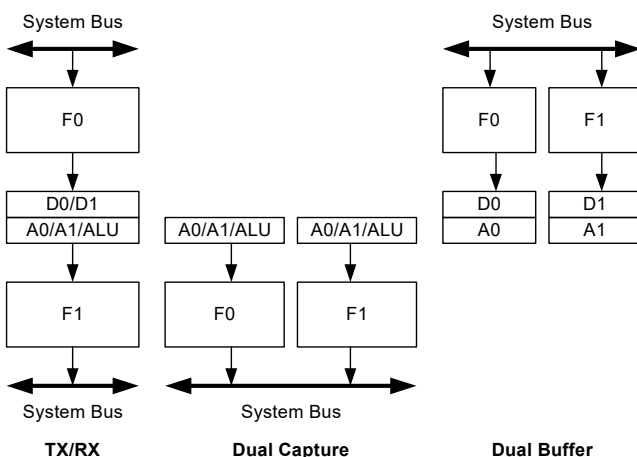 System Bus
F0
D0/D1
A0/A1/ALU
F1
System Bus
TX/RX
A0/A1/ALU A0/A1/ALU
F0 F1
System Bus
Dual Capture
System Bus
F0 F1
D0 D1
A0 A1
Dual Buffer